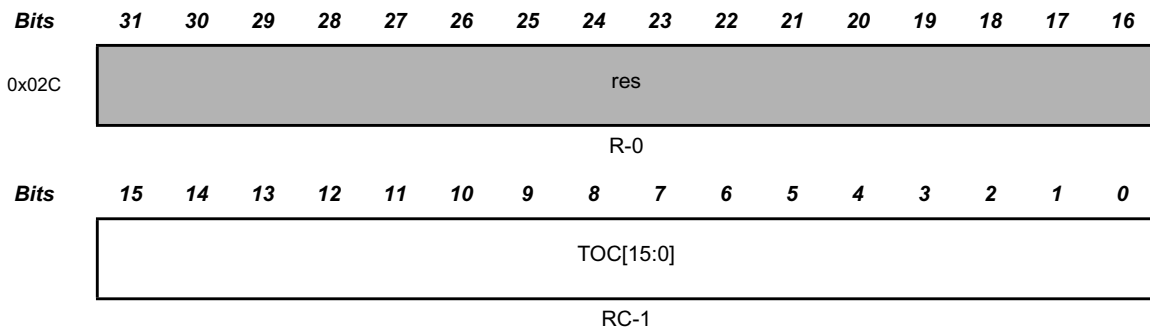 Bits 31 30 29 28 27 26 25 24 23 22 21 20 19 18 17 16
0x02C res
R-0
Bits 15 14 13 12 11 10 9 8 7 6 5 4 3 2 1 0
TOC[15:0]
RC-1